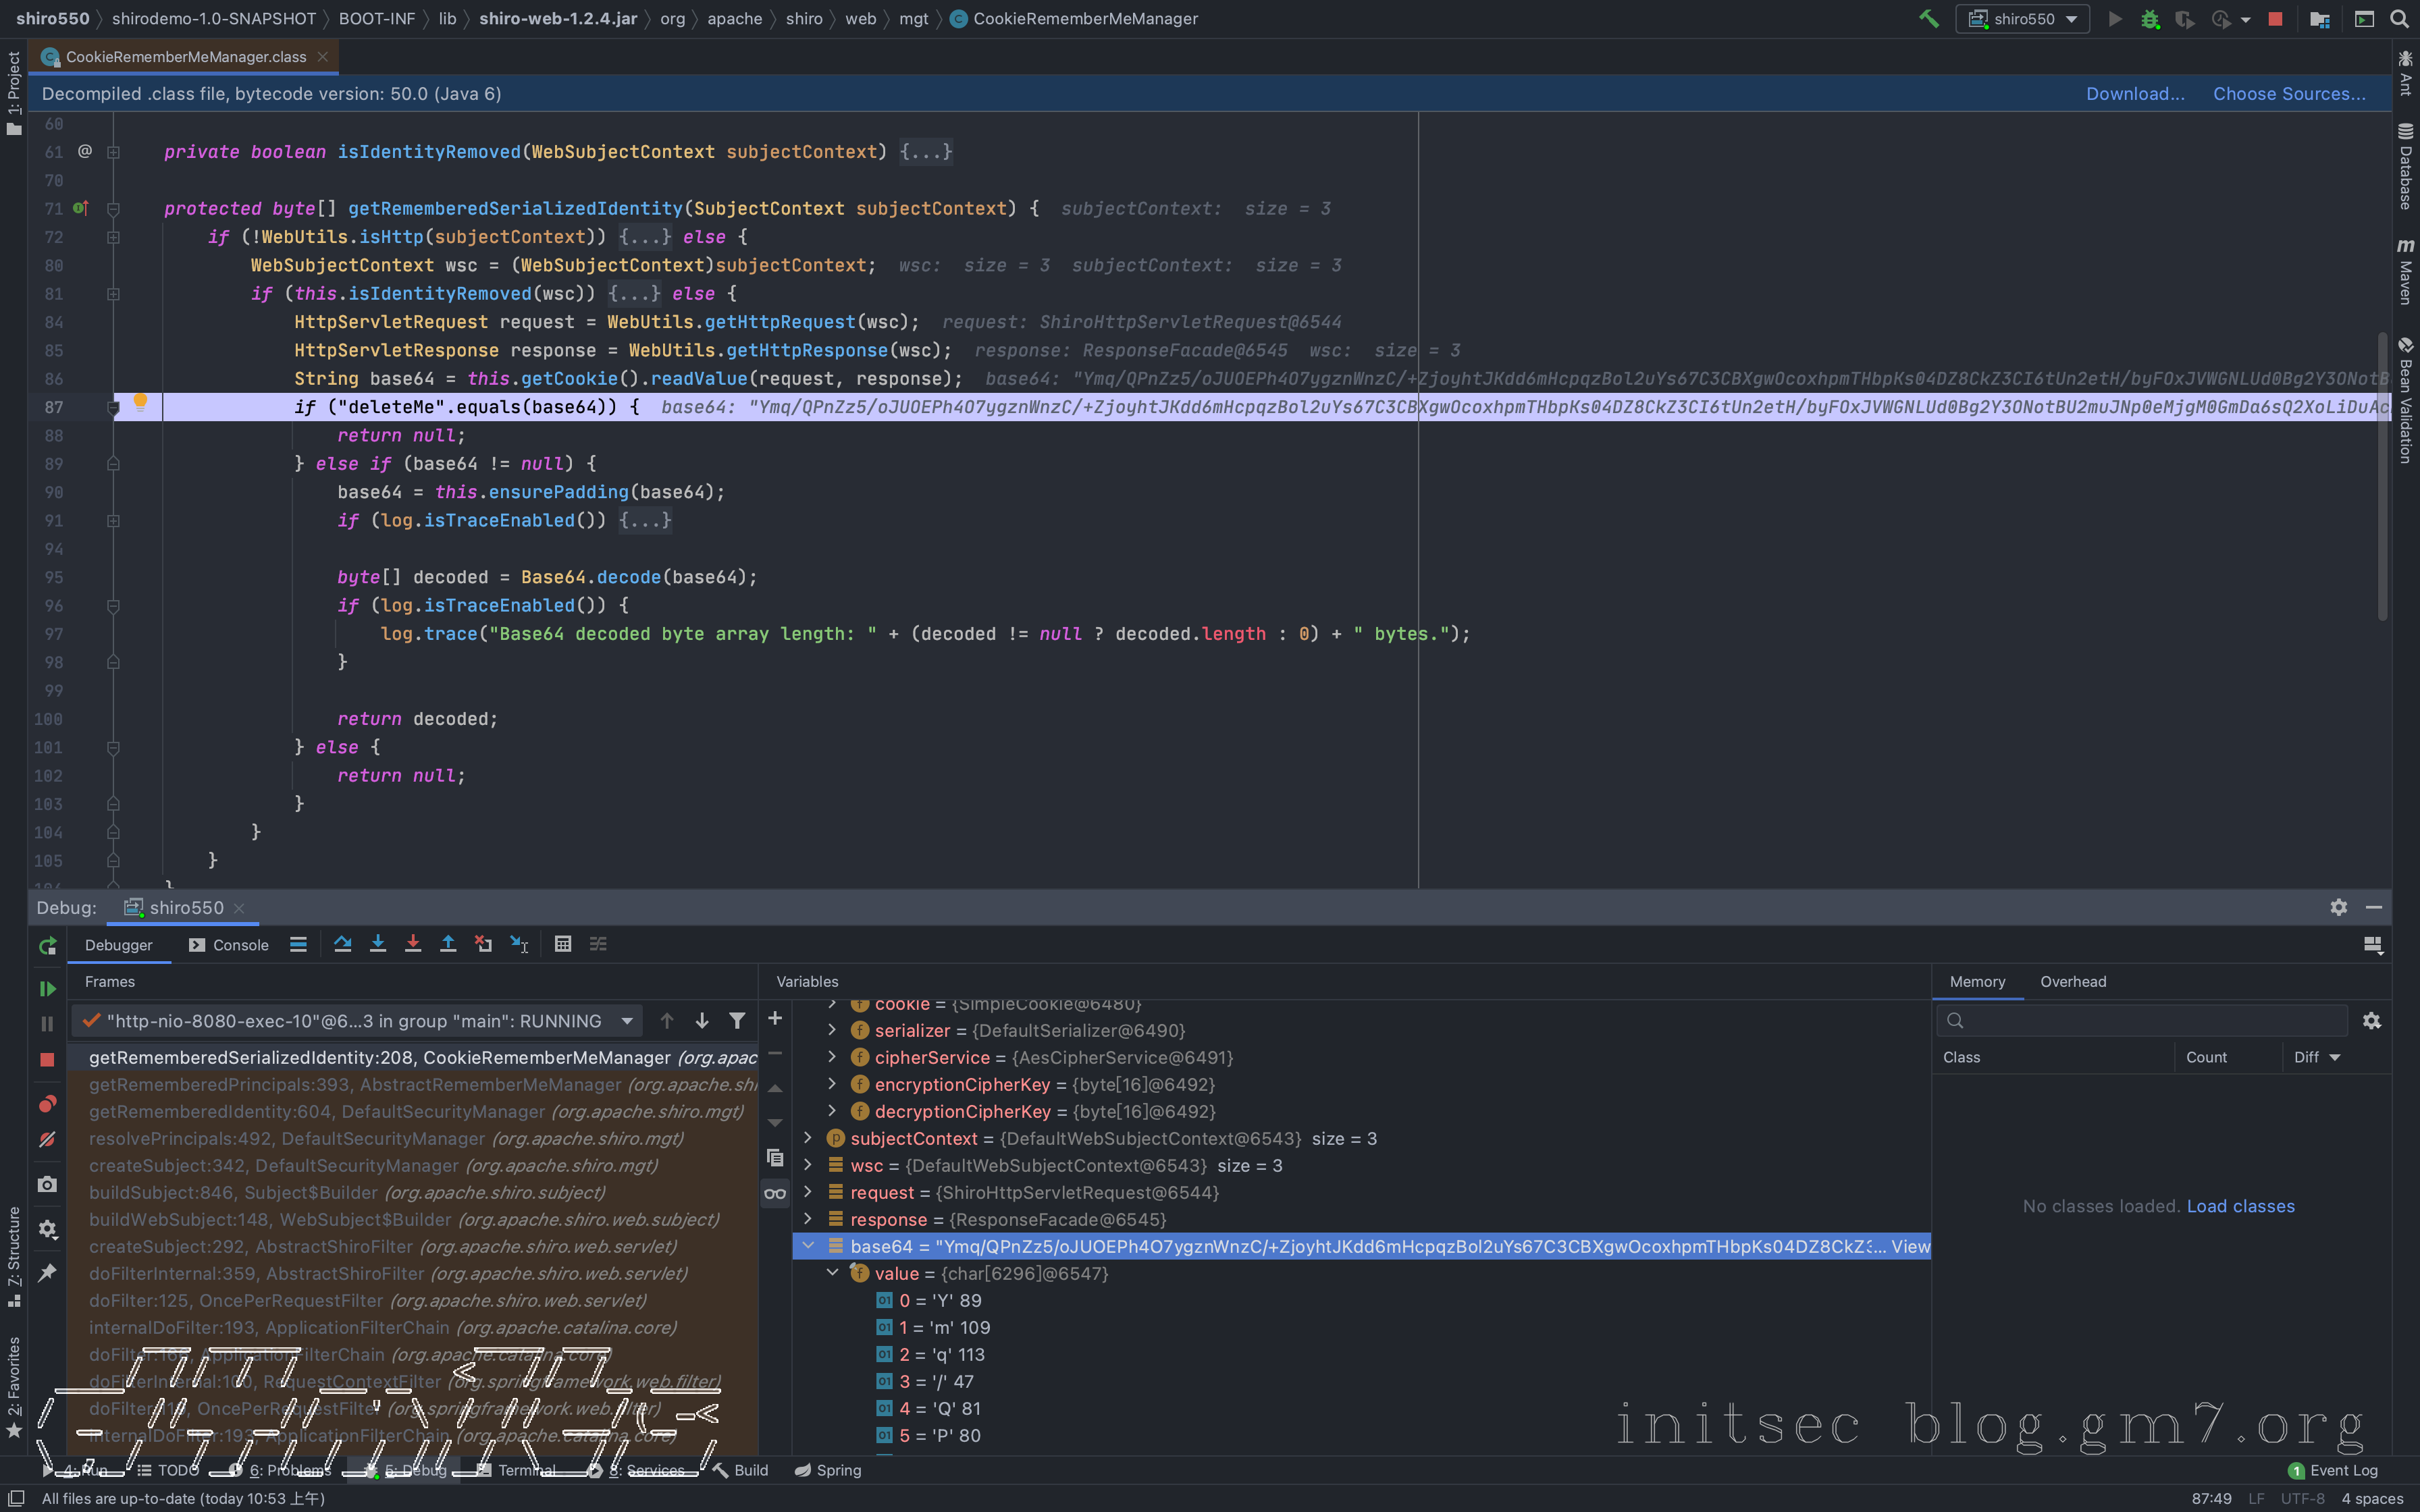 shiro550 〉 shirodemo-1.0-SNAPSHOT 〉 BOOT-INF 〉 lib 〉 shiro-web-1.2.4.jar 〉 org 〉 apache 〉 shiro 〉 web 〉 mgt 〉 CookieRememberMeManager
shiro550
CookieRememberMeManager.class
Decompiled .class file, bytecode version: 50.0 (Java 6) Download... Choose Sources...
1: Project
Ant
Database
Maven
Bean Validation
60
61 @ private boolean isIdentityRemoved(WebSubjectContext subjectContext) {...}
70
71 protected byte[] getRememberedSerializedIdentity(SubjectContext subjectContext) { subjectContext: size = 3
72 if (!WebUtils.isHttp(subjectContext)) {...} else {
80 WebSubjectContext wsc = (WebSubjectContext)subjectContext; wsc: size = 3 subjectContext: size = 3
81 if (this.isIdentityRemoved(wsc)) {...} else {
84 HttpServletRequest request = WebUtils.getHttpRequest(wsc); request: ShiroHttpServletRequest@6544
85 HttpServletResponse response = WebUtils.getHttpResponse(wsc); response: ResponseFacade@6545 wsc: size = 3
86 String base64 = this.getCookie().readValue(request, response); base64: "Ymq/QPnZz5/oJUOEPh4O7ygznWnzC/+ZjoyhtJKdd6mHcpqzBol2uYs67C3CBXgwOcoxhpmTHbpKs04DZ8CkZ3CI6tUn2etH/byFOxJVWGNLUd0Bg2Y3ONotB
87 if ("deleteMe".equals(base64)) { base64: "Ymq/QPnZz5/oJUOEPh4O7ygznWnzC/+ZjoyhtJKdd6mHcpqzBol2uYs67C3CBXgwOcoxhpmTHbpKs04DZ8CkZ3CI6tUn2etH/byFOxJVWGNLUd0Bg2Y3ONotBU2muJNp0eMjgM0GmDa6sQ2XoLiDuAc
88 return null;
89 } else if (base64 != null) {
90 base64 = this.ensurePadding(base64);
91 if (log.isTraceEnabled()) {...}
94
95 byte[] decoded = Base64.decode(base64);
96 if (log.isTraceEnabled()) {
97 log.trace("Base64 decoded byte array length: " + (decoded != null ? decoded.length : 0) + " bytes.");
98 }
99
100 return decoded;
101 } else {
102 return null;
103 }
104 }
105 }
Debug: shiro550
Debugger Console
Frames Variables Memory Overhead
"http-nio-8080-exec-10"@6...3 in group "main": RUNNING
getRememberedSerializedIdentity:208, CookieRememberMeManager (org.apac
getRememberedPrincipals:393, AbstractRememberMeManager (org.apache.shi
getRememberedIdentity:604, DefaultSecurityManager (org.apache.shiro.mgt)
resolvePrincipals:492, DefaultSecurityManager (org.apache.shiro.mgt)
createSubject:342, DefaultSecurityManager (org.apache.shiro.mgt)
buildSubject:846, Subject$Builder (org.apache.shiro.subject)
buildWebSubject:148, WebSubject$Builder (org.apache.shiro.web.subject)
createSubject:292, AbstractShiroFilter (org.apache.shiro.web.servlet)
doFilterInternal:359, AbstractShiroFilter (org.apache.shiro.web.servlet)
doFilter:125, OncePerRequestFilter (org.apache.shiro.web.servlet)
internalDoFilter:193, ApplicationFilterChain (org.apache.catalina.core)
doFilter:166, ApplicationFilterChain (org.apache.catalina.core)
doFilterInternal:100, RequestContextFilter (org.springframework.web.filter)
doFilter:119, OncePerRequestFilter (org.springframework.web.filter)
internalDoFilter:193, ApplicationFilterChain (org.apache.catalina.core)
cookie = {SimpleCookie@6480}
serializer = {DefaultSerializer@6490}
cipherService = {AesCipherService@6491}
encryptionCipherKey = {byte[16]@6492}
decryptionCipherKey = {byte[16]@6492}
subjectContext = {DefaultWebSubjectContext@6543} size = 3
wsc = {DefaultWebSubjectContext@6543} size = 3
request = {ShiroHttpServletRequest@6544}
response = {ResponseFacade@6545}
base64 = "Ymq/QPnZz5/oJUOEPh4O7ygznWnzC/+ZjoyhtJKdd6mHcpqzBol2uYs67C3CBXgwOcoxhpmTHbpKs04DZ8CkZ3... View
value = {char[6296]@6547}
0 = 'Y' 89
1 = 'm' 109
2 = 'q' 113
3 = '/' 47
4 = 'Q' 81
5 = 'P' 80
Class Count Diff
No classes loaded. Load classes
7: Structure
2: Favorites
initsec blog.gm7.org
4: Run TODO 6: Problems 5: Debug Terminal 8: Services Build Spring 1 Event Log
All files are up-to-date (today 10:53 上午) 87:49 LF UTF-8 4 spaces